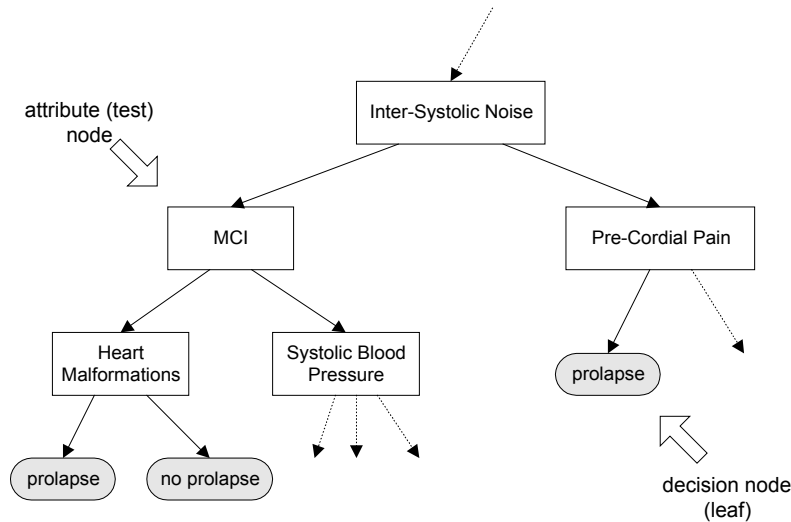 Inter-Systolic Noise
attribute (test)
node
MCI
Pre-Cordial Pain
Heart
Malformations
Systolic Blood
Pressure
prolapse
prolapse
no prolapse
decision node
(leaf)